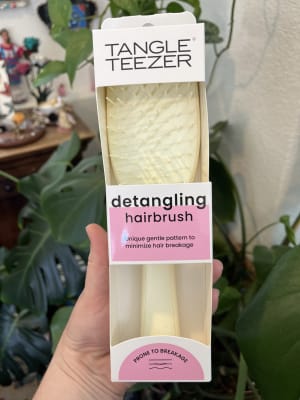 TANGLE
TEEZER®
detangling
hairbrush
unique gentle pattern to
minimize hair breakage
PRONE TO BREAKAGE